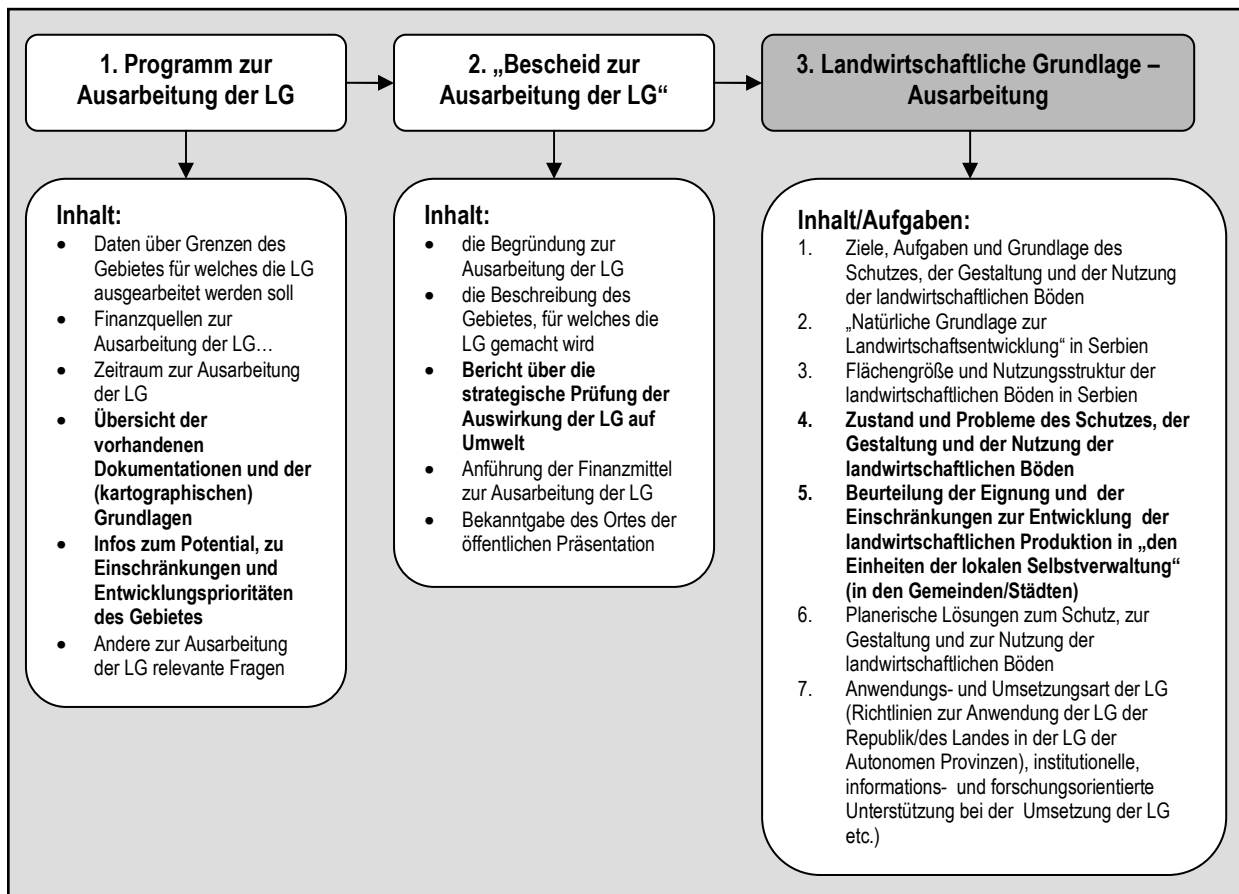 1. Programm zur
Ausarbeitung der LG
2. „Bescheid zur
Ausarbeitung der LG“
3. Landwirtschaftliche Grundlage –
Ausarbeitung
Inhalt:
• Daten über Grenzen des
Gebietes für welches die LG
ausgearbeitet werden soll
• Finanzquellen zur
Ausarbeitung der LG…
• Zeitraum zur Ausarbeitung
der LG
• Übersicht der
vorhandenen
Dokumentationen und der
(kartographischen)
Grundlagen
• Infos zum Potential, zu
Einschränkungen und
Entwicklungsprioritäten
des Gebietes
• Andere zur Ausarbeitung
der LG relevante Fragen
Inhalt:
• die Begründung zur
Ausarbeitung der LG
• die Beschreibung des
Gebietes, für welches die
LG gemacht wird
• Bericht über die
strategische Prüfung der
Auswirkung der LG auf
Umwelt
• Anführung der Finanzmittel
zur Ausarbeitung der LG
• Bekanntgabe des Ortes der
öffentlichen Präsentation
Inhalt/Aufgaben:
1. Ziele, Aufgaben und Grundlage des
Schutzes, der Gestaltung und der Nutzung
der landwirtschaftlichen Böden
2. „Natürliche Grundlage zur
Landwirtschaftsentwicklung“ in Serbien
3. Flächengröße und Nutzungsstruktur der
landwirtschaftlichen Böden in Serbien
4. Zustand und Probleme des Schutzes, der
Gestaltung und der Nutzung der
landwirtschaftlichen Böden
5. Beurteilung der Eignung und der
Einschränkungen zur Entwicklung der
landwirtschaftlichen Produktion in „den
Einheiten der lokalen Selbstverwaltung“
(in den Gemeinden/Städten)
6. Planerische Lösungen zum Schutz, zur
Gestaltung und zur Nutzung der
landwirtschaftlichen Böden
7. Anwendungs- und Umsetzungsart der LG
(Richtlinien zur Anwendung der LG der
Republik/des Landes in der LG der
Autonomen Provinzen), institutionelle,
informations- und forschungsorientierte
Unterstützung bei der Umsetzung der LG
etc.)